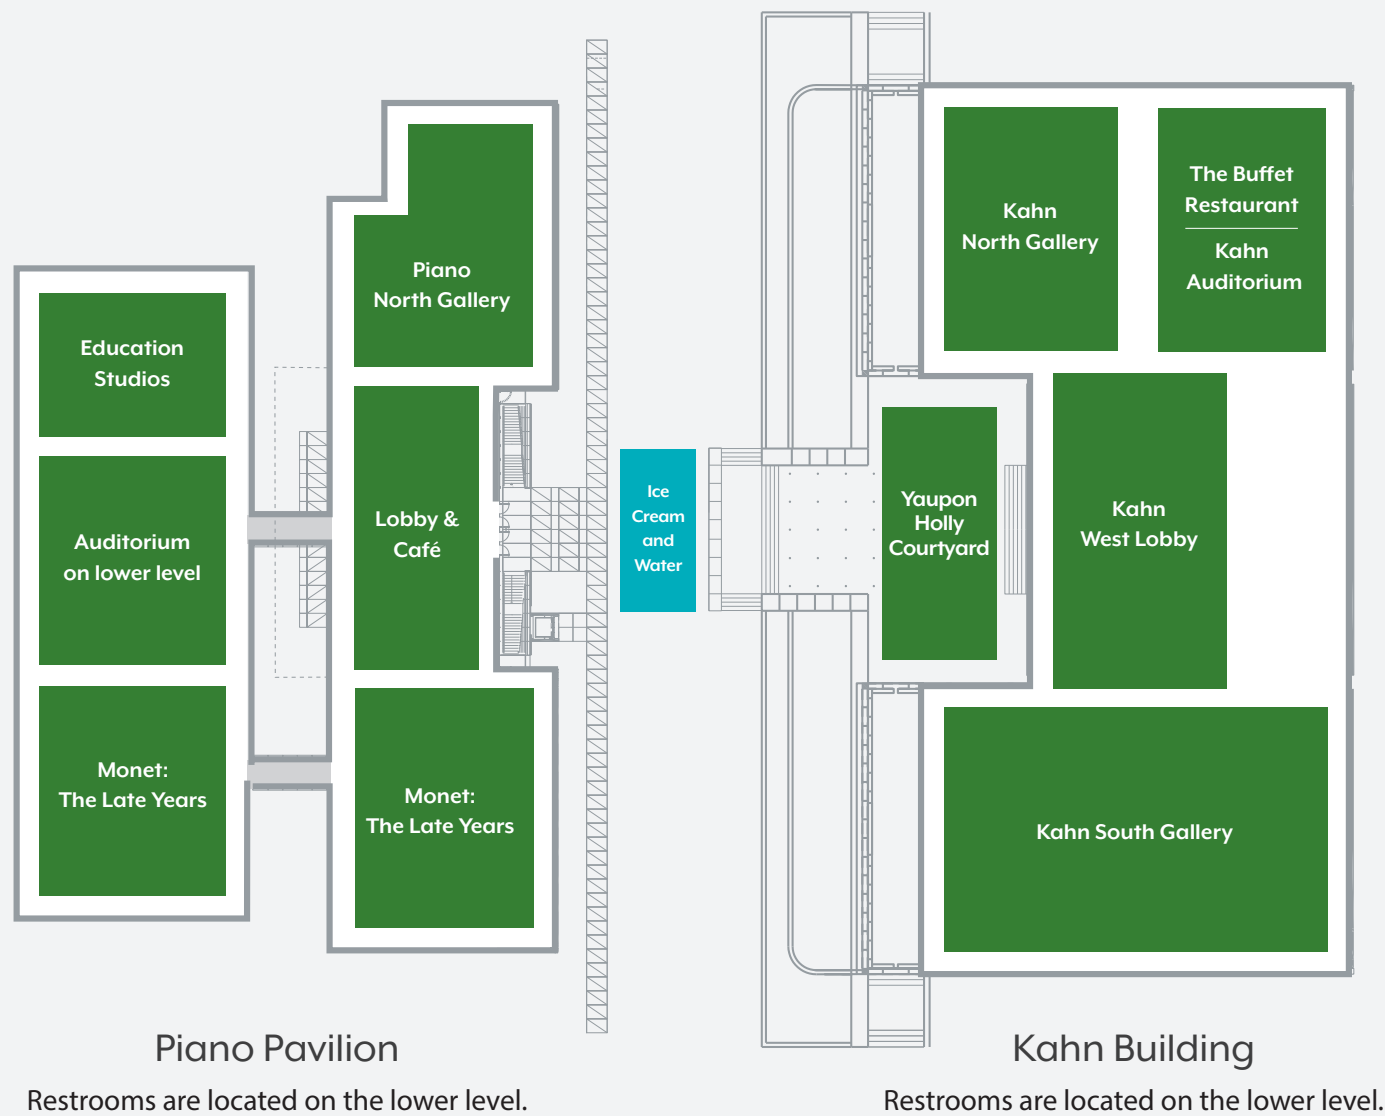 Piano
North Gallery
Education
Studios
Auditorium
on lower level
Lobby &
Café
Monet:
The Late Years
Monet:
The Late Years
Ice
Cream
and
Water
Kahn
North Gallery
The Buffet
Restaurant
Kahn
Auditorium
Yaupon
Holly
Courtyard
Kahn
West Lobby
Kahn South Gallery
Piano Pavilion
Restrooms are located on the lower level.
Kahn Building
Restrooms are located on the lower level.